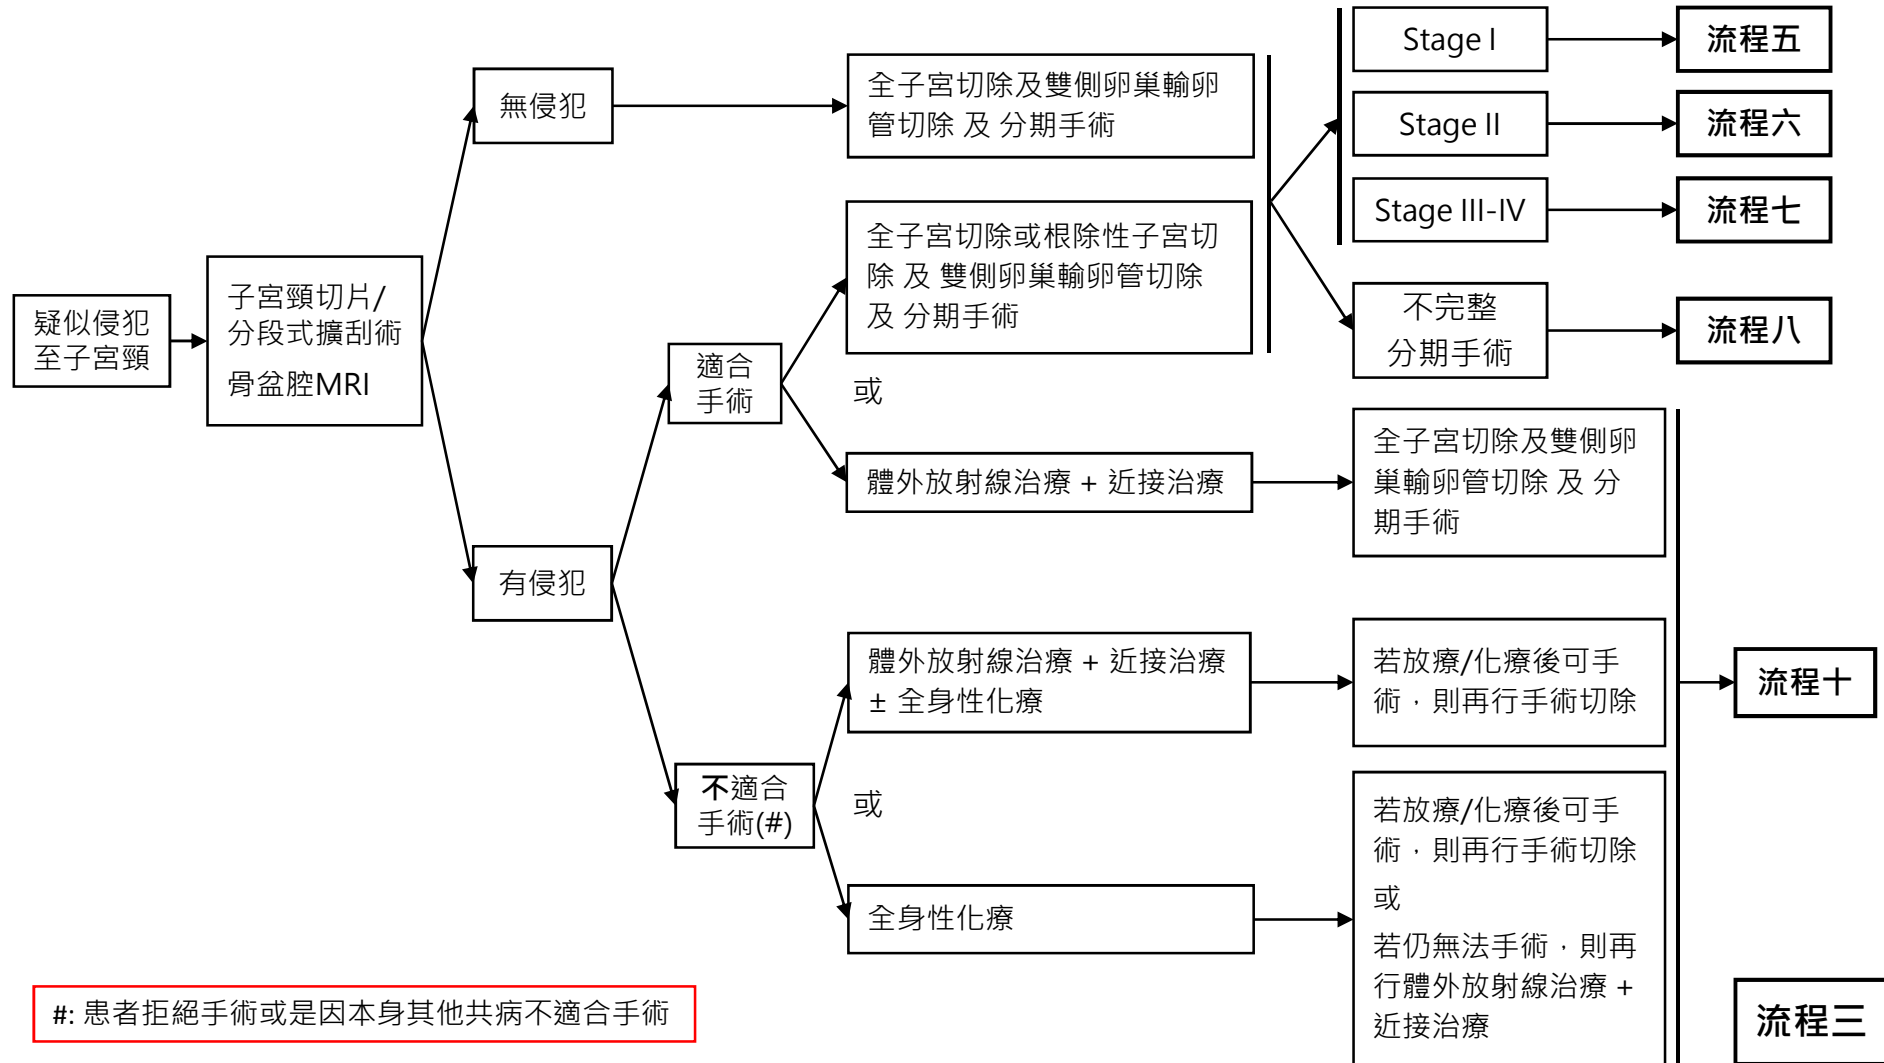 疑似侵犯
至子宮頸
子宮頸切片/
分段式擴刮術
骨盆腔MRI
無侵犯
有侵犯
適合
手術
不適合
手術(#)
全子宮切除及雙側卵巢輸卵
管切除 及 分期手術
全子宮切除或根除性子宮切
除 及 雙側卵巢輸卵管切除
及 分期手術
或
體外放射線治療 + 近接治療
體外放射線治療 + 近接治療
± 全身性化療
或
全身性化療
Stage I
Stage II
Stage III-IV
不完整
分期手術
全子宮切除及雙側卵
巢輸卵管切除 及 分
期手術
若放療/化療後可手
術，則再行手術切除
若放療/化療後可手
術，則再行手術切除
或
若仍無法手術，則再
行體外放射線治療 +
近接治療
流程五
流程六
流程七
流程八
流程十
流程三
#: 患者拒絕手術或是因本身其他共病不適合手術